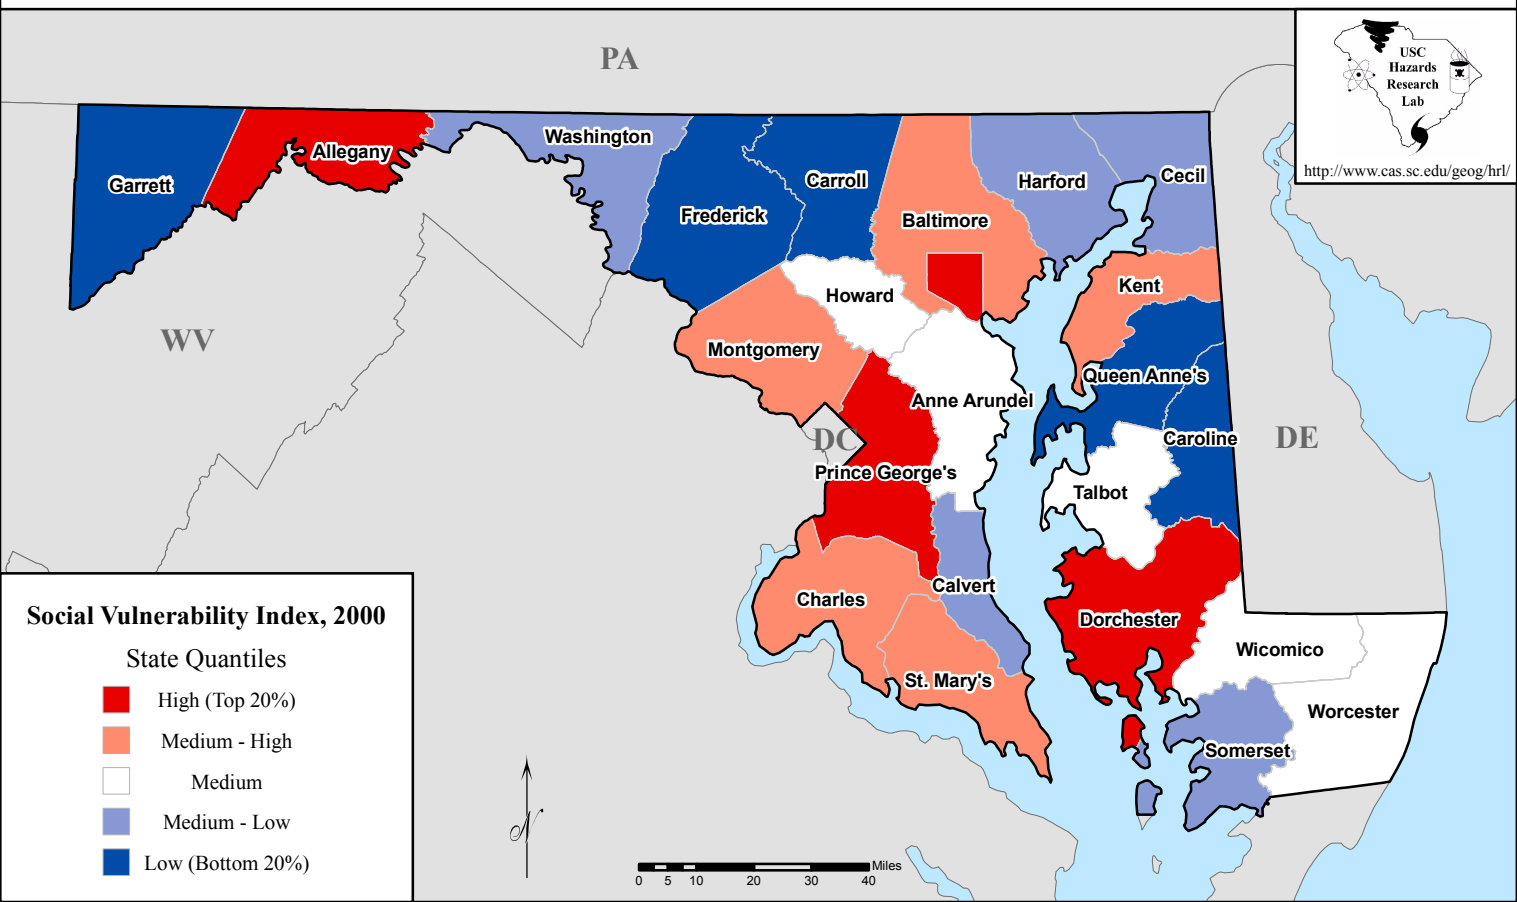 PA
USC
Hazards
Research
Lab
http://www.cas.sc.edu/geog/hrl/
Garrett
Allegany
Washington
Frederick
Carroll
Baltimore
Harford
Cecil
Kent
Howard
WV
Montgomery
Queen Anne's
Anne Arundel
DC
Caroline
DE
Prince George's
Talbot
Calvert
Charles
Dorchester
Wicomico
St. Mary's
Worcester
Somerset
Social Vulnerability Index, 2000
State Quantiles
High (Top 20%)
Medium - High
Medium
Medium - Low
Low (Bottom 20%)
N
Miles
0 5 10 20 30 40